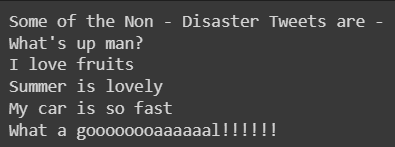 Some of the Non - Disaster Tweets are -
What's up man?
I love fruits
Summer is lovely
My car is so fast
What a goooooooaaaaaal!!!!!!